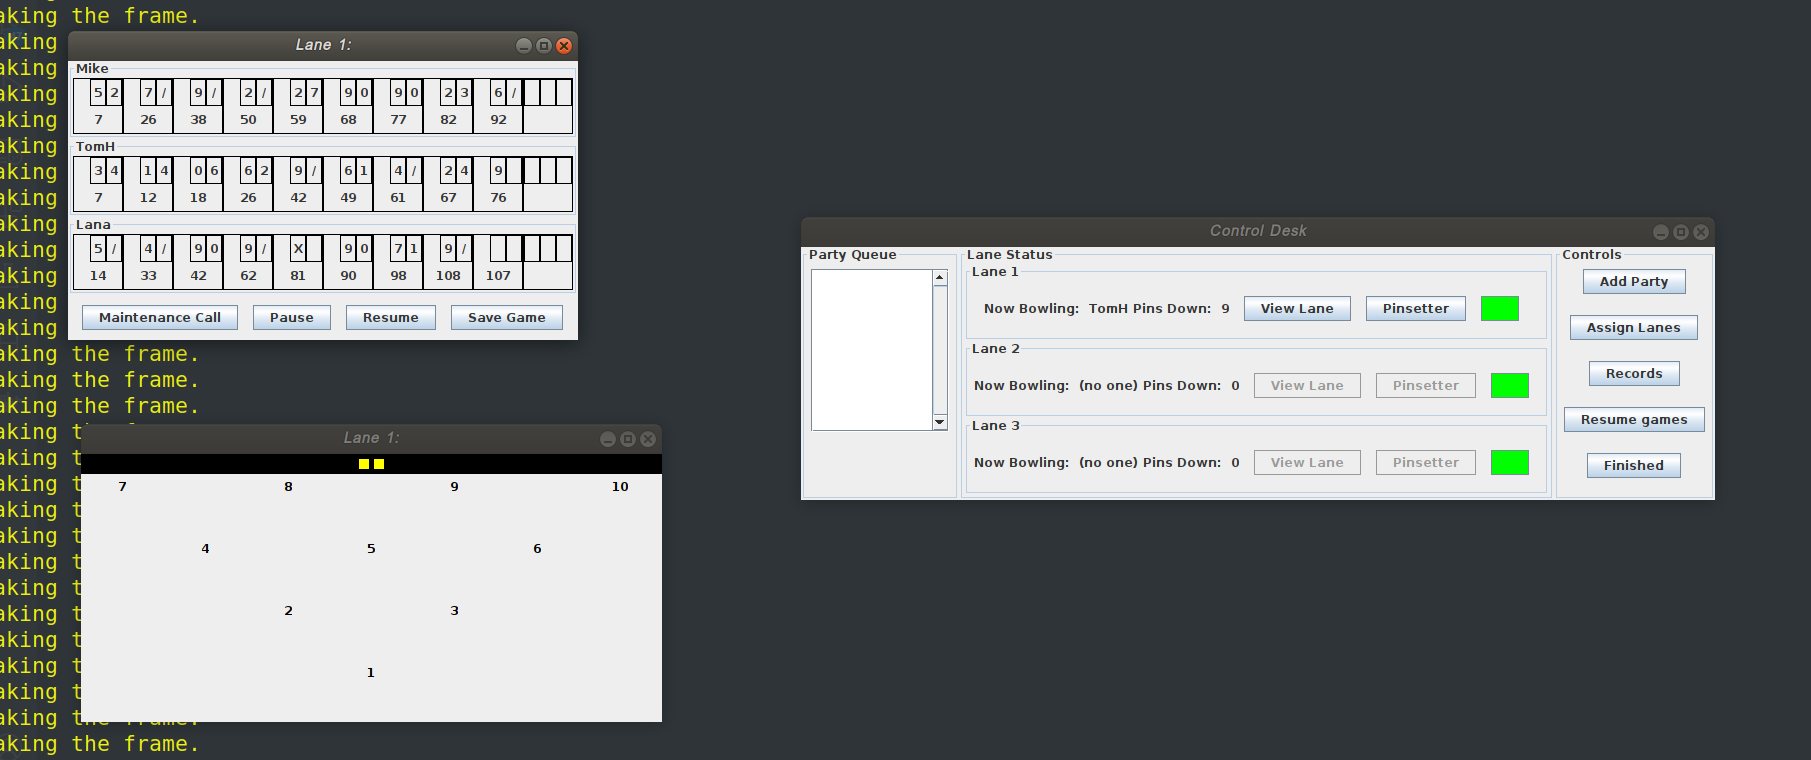 aking the frame.
aking
aking
aking
aking
aking
aking
aking
aking
aking
aking
aking
aking
aking the frame.
aking the frame.
aking the frame.
aking
aking t
aking t
aking t
aking t
aking t
aking t
aking t
aking t
aking t
aking t
aking
aking the frame.
Lane 1:
Mike
5 2 7 / 9 / 2 / 2 7 9 0 9 0 2 3 6 /
7 26 38 50 59 68 77 82 92
TomH
3 4 1 4 0 6 6 2 9 / 6 1 4 / 2 4 9
7 12 18 26 42 49 61 67 76
Lana
5 / 4 / 9 0 9 / X 9 0 7 1 9 /
14 33 42 62 81 90 98 108 107
Maintenance Call Pause Resume Save Game
Lane 1:
7 8 9 10
4 5 6
2 3
1
Control Desk
Party Queue
Lane Status
Lane 1
Now Bowling: TomH Pins Down: 9 View Lane Pinsetter
Lane 2
Now Bowling: (no one) Pins Down: 0 View Lane Pinsetter
Lane 3
Now Bowling: (no one) Pins Down: 0 View Lane Pinsetter
Controls
Add Party
Assign Lanes
Records
Resume games
Finished